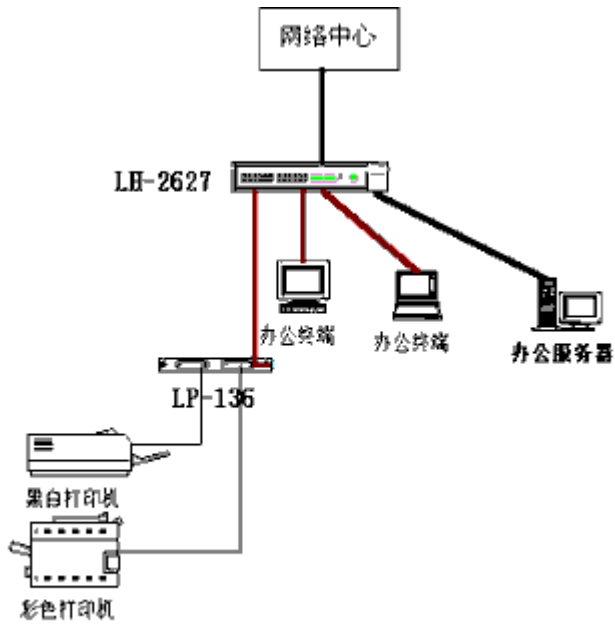 网络中心
LH-2627
办公终端
办公终端
办公服务器
LP-136
黑白打印机
彩色打印机